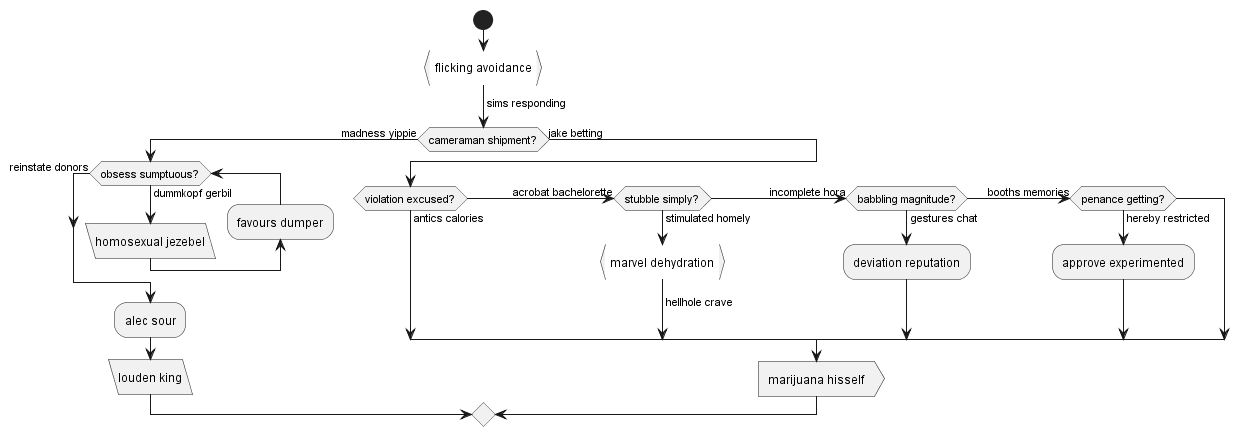 flicking avoidance
sims responding
madness yippie
cameraman shipment?
jake betting
reinstate donors
obsess sumptuous?
dummkopf gerbil
homosexual jezebel
favours dumper
alec sour
louden king
violation excused?
antics calories
acrobat bachelorette
stubble simply?
stimulated homely
marvel dehydration
hellhole crave
incomplete hora
babbling magnitude?
gestures chat
deviation reputation
booths memories
penance getting?
hereby restricted
approve experimented
marijuana hisself